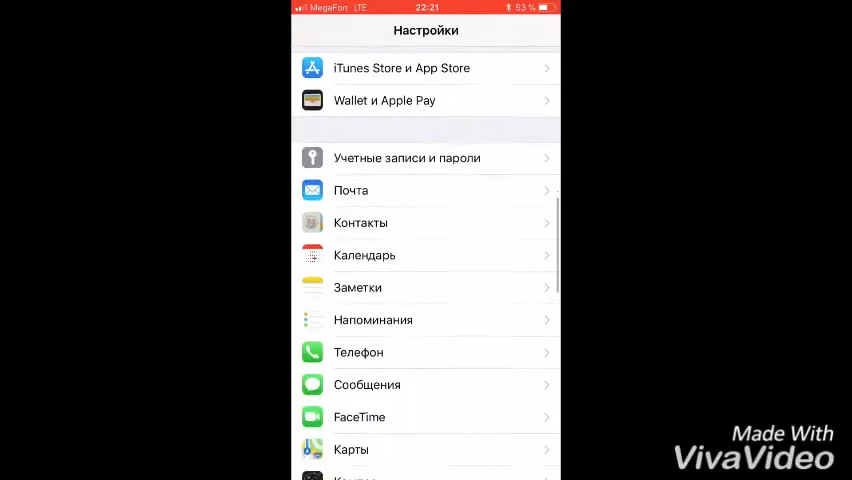 MegaFon LTE 22:21 53 %
Настройки
iTunes Store и App Store
Wallet и Apple Pay
Учетные записи и пароли
Почта
Контакты
Календарь
Заметки
Напоминания
Телефон
Сообщения
FaceTime
Карты
Made With
VivaVideo